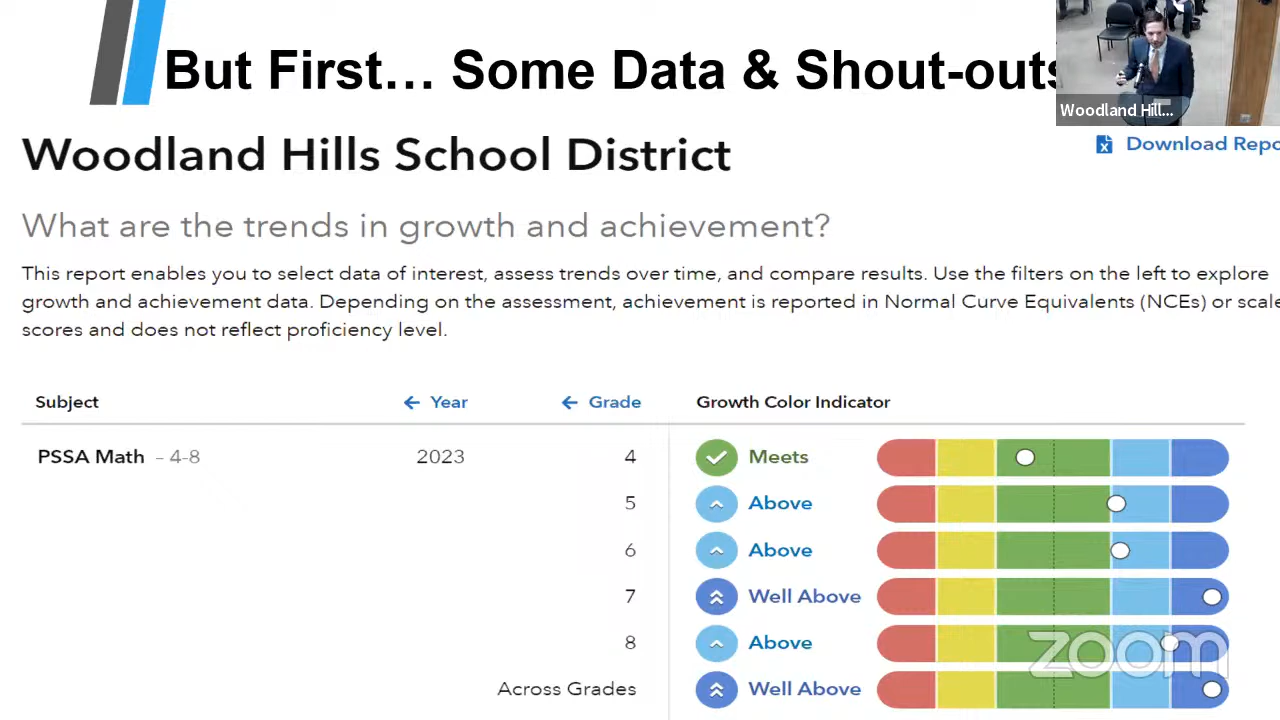 But First... Some Data & Shout-outs
Woodland Hill...
Woodland Hills School District
Download Repo
What are the trends in growth and achievement?
This report enables you to select data of interest, assess trends over time, and compare results. Use the filters on the left to explore
growth and achievement data. Depending on the assessment, achievement is reported in Normal Curve Equivalents (NCEs) or scale
scores and does not reflect proficiency level.
Subject ← Year ← Grade Growth Color Indicator
PSSA Math – 4-8 2023 4 Meets
5 Above
6 Above
7 Well Above
8 Above
Across Grades Well Above
zoom